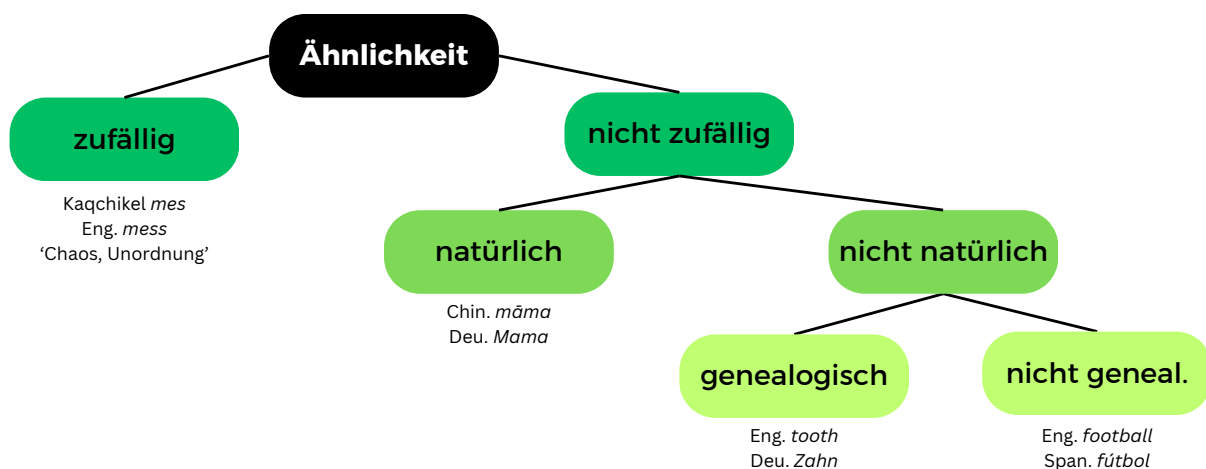 Ähnlichkeit
zufällig
nicht zufällig
Kaqchikel mes
Eng. mess
‘Chaos, Unordnung’
natürlich
nicht natürlich
Chin. māma
Deu. Mama
genealogisch
nicht geneal.
Eng. tooth
Deu. Zahn
Eng. football
Span. fútbol